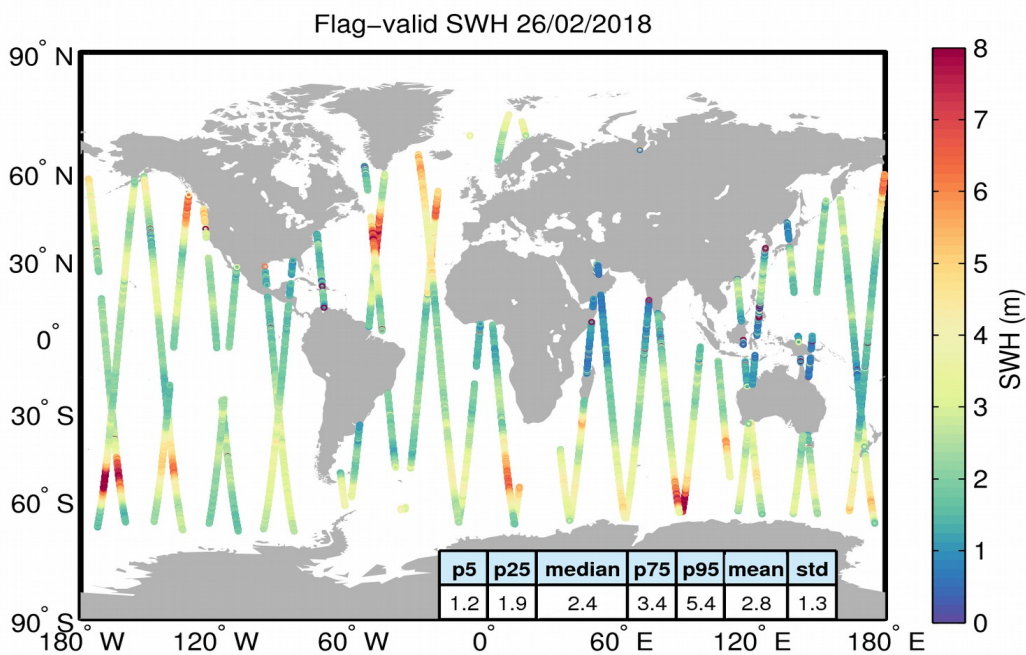 Flag−valid SWH 26/02/2018
90° N
60° N
30° N
0°
30° S
60° S
90° S
180° W
120° W
60° W
0°
60° E
120° E
180° E
p5 p25 median p75 p95 mean std
1.2 1.9 2.4 3.4 5.4 2.8 1.3
8
7
6
5
4
3
2
1
0
SWH (m)